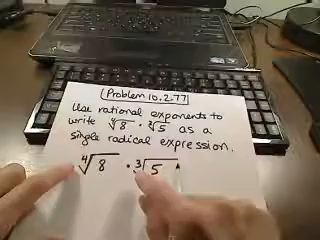 Problem 10.2.77
Use rational exponents to
write ∜8 · ∛5 as a
single radical expression.
∜8 · ∛5